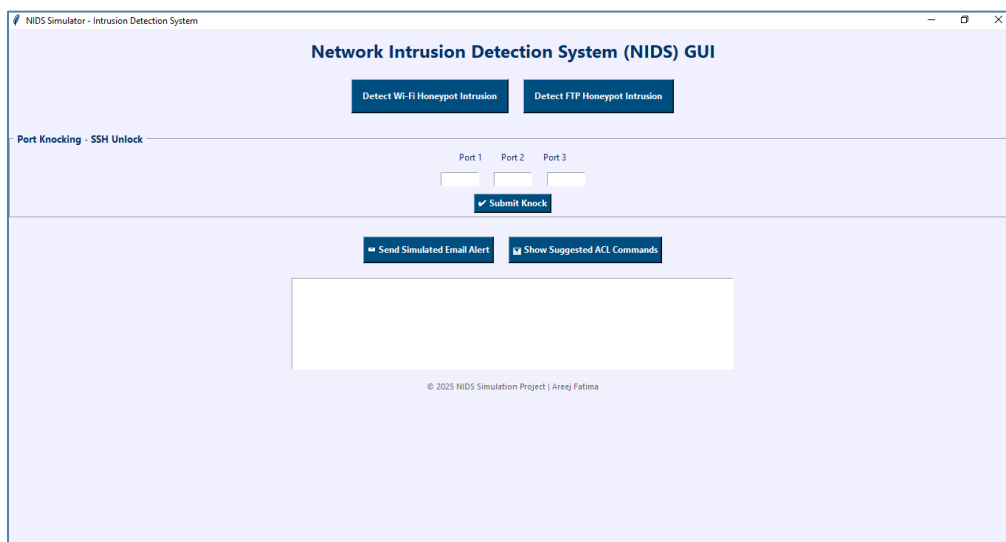 NIDS Simulator - Intrusion Detection System
Network Intrusion Detection System (NIDS) GUI
Detect Wi-Fi Honeypot Intrusion Detect FTP Honeypot Intrusion
Port Knocking - SSH Unlock
Port 1 Port 2 Port 3
✔ Submit Knock
Send Simulated Email Alert Show Suggested ACL Commands
© 2025 NIDS Simulation Project | Areej Fatima